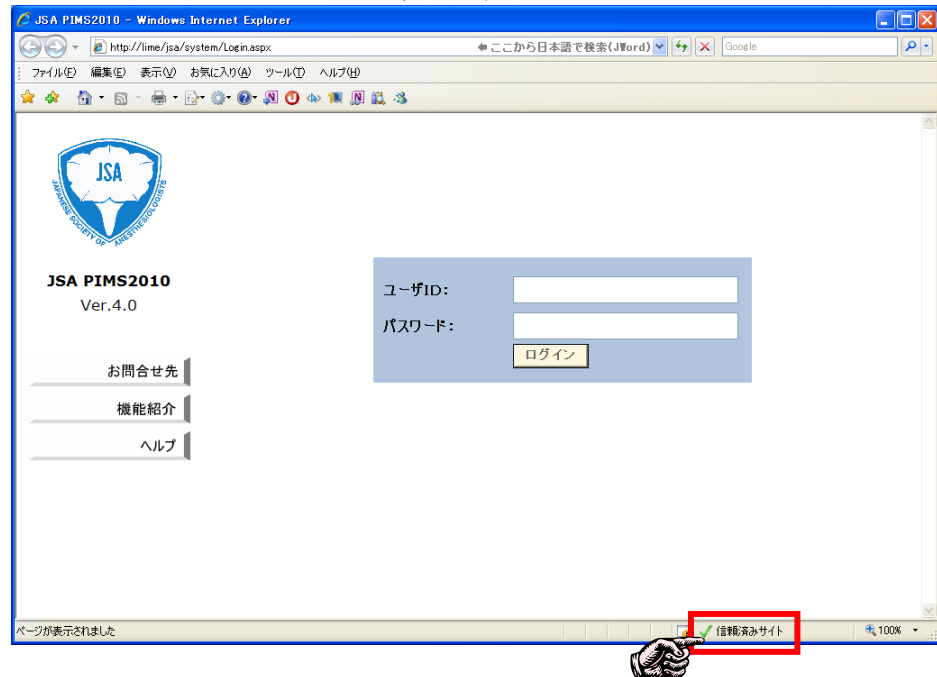 JSA PIMS2010 - Windows Internet Explorer
http://lime/jsa/system/Login.aspx
ここから日本語で検索(JWord)
Google
ファイル(F) 編集(E) 表示(V) お気に入り(A) ツール(T) ヘルプ(H)
JSA
JAPANESE SOCIETY OF ANESTHESIOLOGISTS
JSA PIMS2010
Ver.4.0
お問合せ先
機能紹介
ヘルプ
ユーザID:
パスワード:
ログイン
ページが表示されました
信頼済みサイト
100%